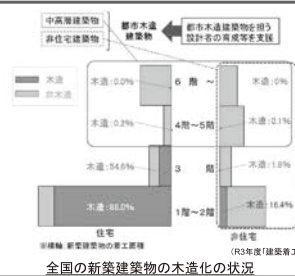 中高層建築物
非住宅建築物
都市木造
建築物
都市木造建築物を担う
設計者の育成等を支援
木造
非木造
木造:0.0%
6 階〜
木造:0%
木造:0.2%
4階〜5階
木造:0.1%
木造:54.6%
3 階
木造:1.8%
木造:86.0%
1階〜2階
木造:16.4%
住宅
非住宅
※横軸:新築建築物の着工面積
(R3年度「建築着工
全国の新築建築物の木造化の状況